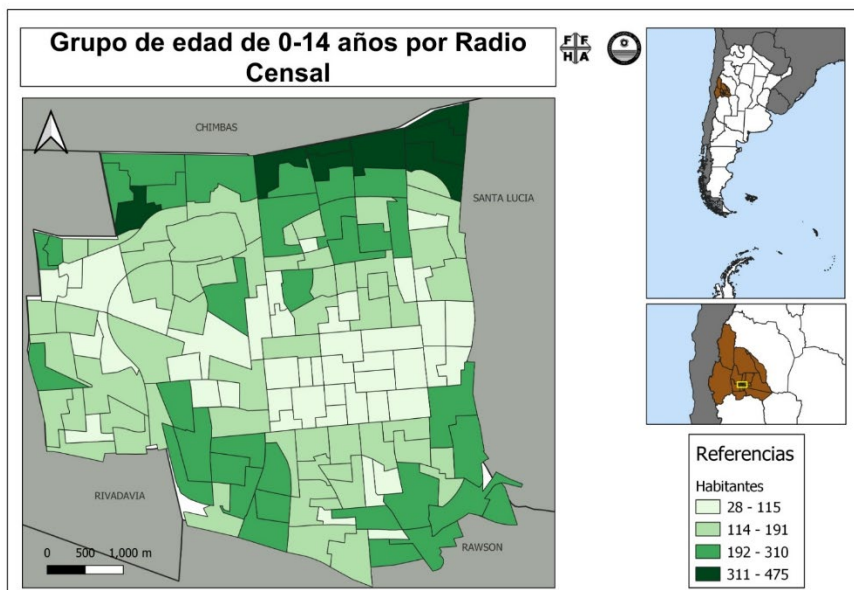 Grupo de edad de 0-14 años por Radio
Censal
F F
H A
CHIMBAS
SANTA LUCIA
RIVADAVIA
RAWSON
0 500 1,000 m
Referencias
Habitantes
28 - 115
114 - 191
192 - 310
311 - 475